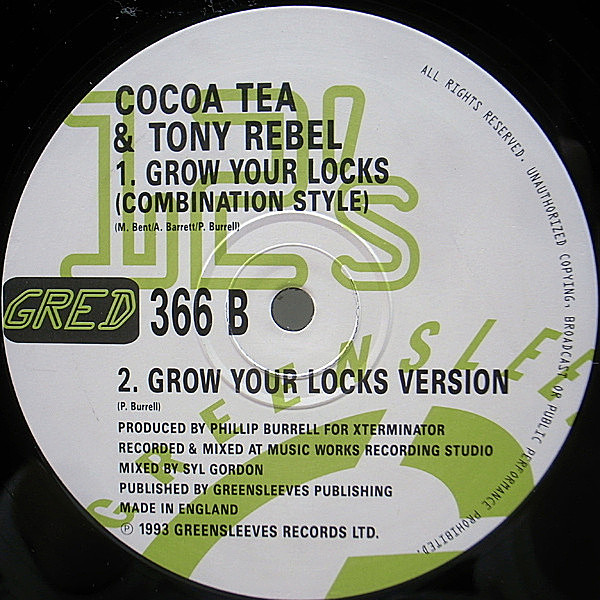 COCOA TEA
& TONY REBEL
1. GROW YOUR LOCKS
(COMBINATION STYLE)
(M. Bent/A. Barrett/P. Burrell)
12"s
GRED 366 B
2. GROW YOUR LOCKS VERSION
(P. Burrell)
PRODUCED BY PHILLIP BURRELL FOR XTERMINATOR
RECORDED & MIXED AT MUSIC WORKS RECORDING STUDIO
MIXED BY SYL GORDON
PUBLISHED BY GREENSLEEVES PUBLISHING
MADE IN ENGLAND
℗ 1993 GREENSLEEVES RECORDS LTD.
ALL RIGHTS RESERVED. UNAUTHORIZED COPYING, BROADCAST OR PUBLIC PERFORMANCE PROHIBITED.
GREENSLEE